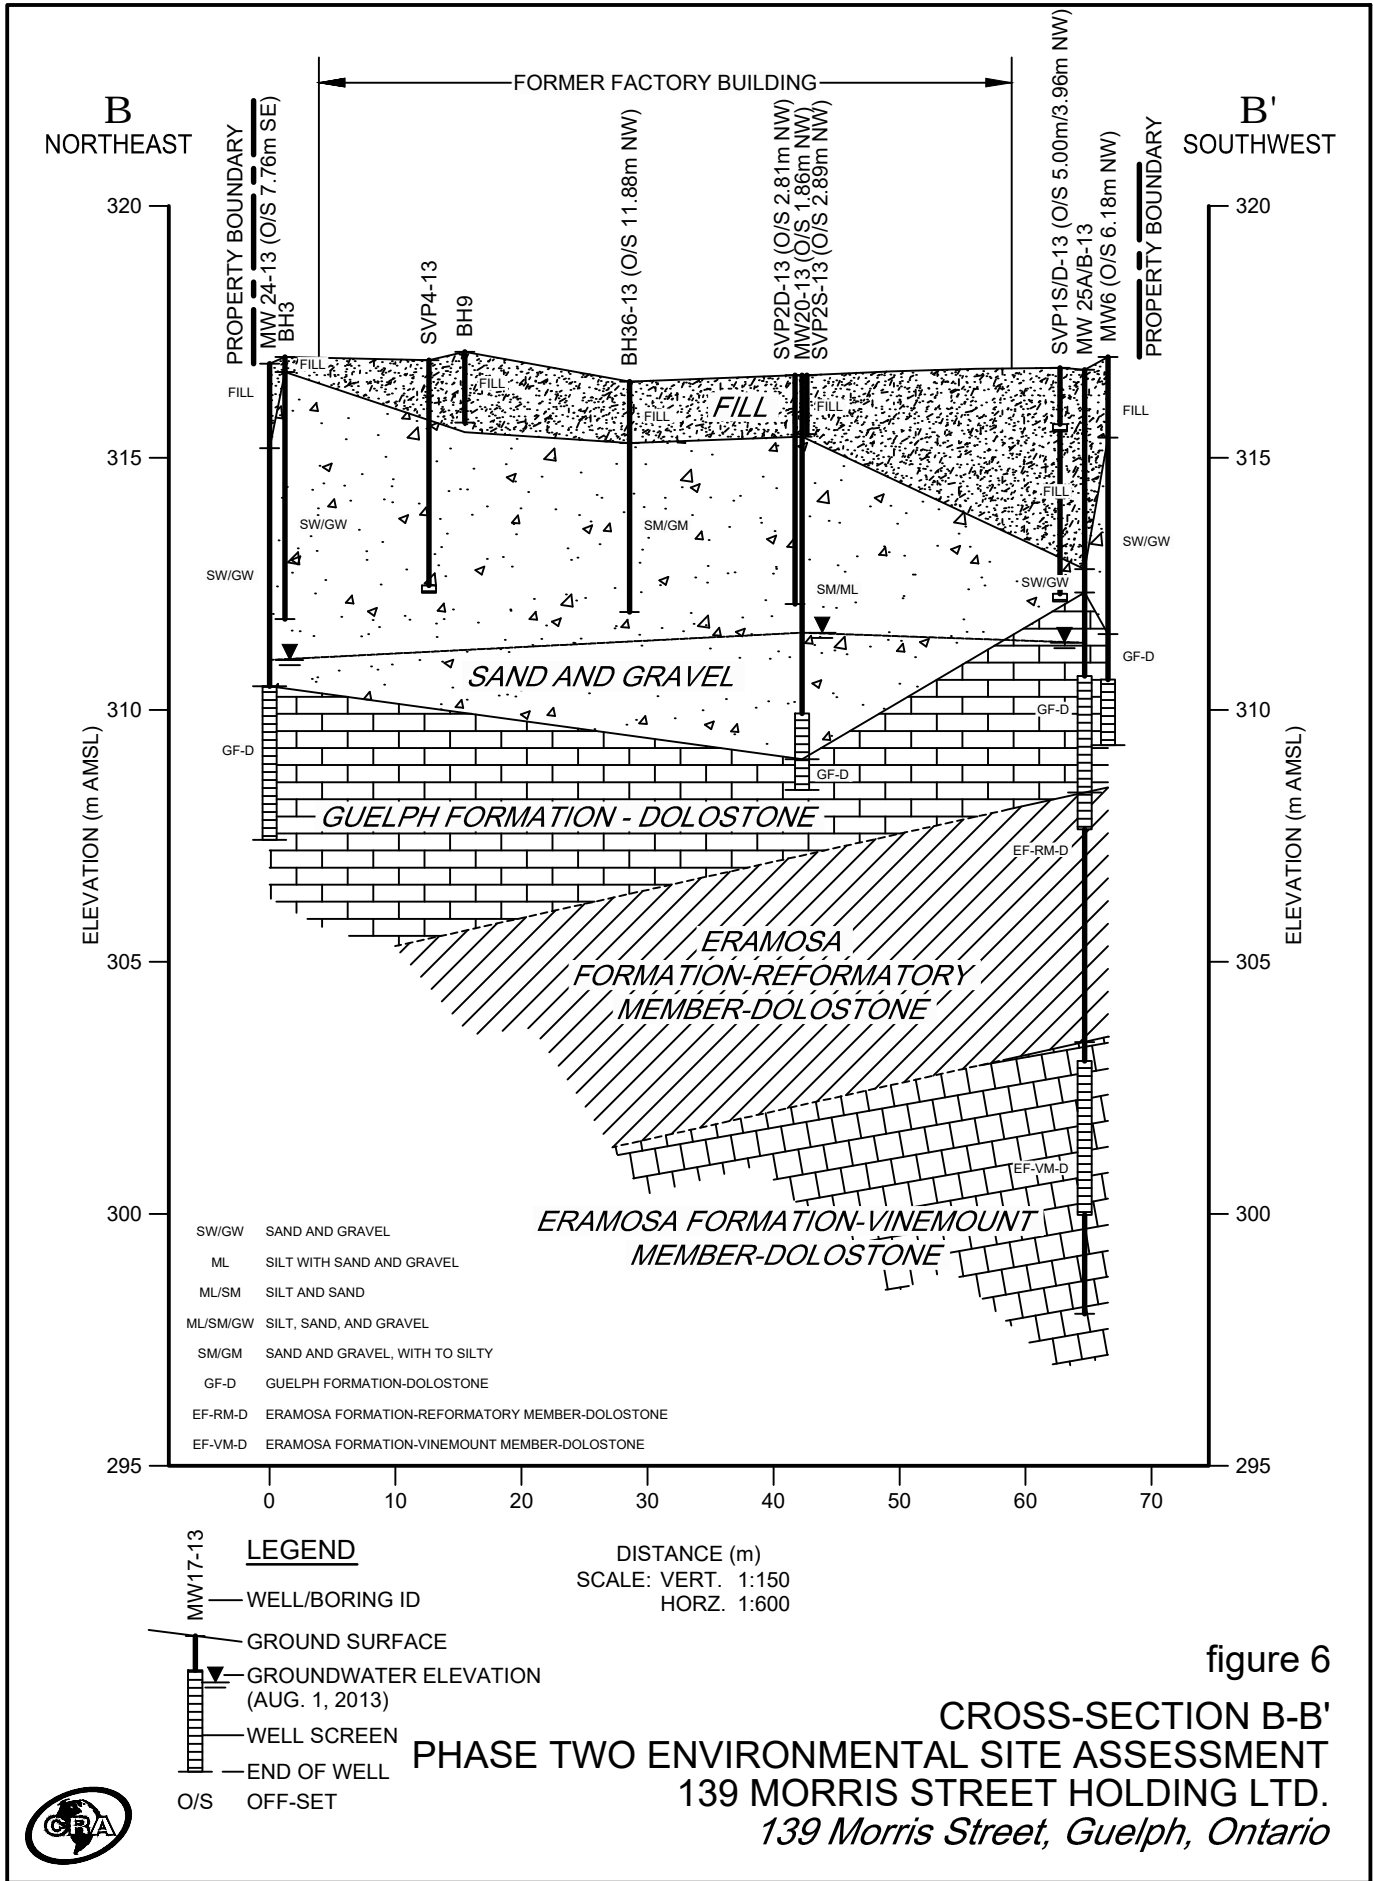 FORMER FACTORY BUILDING
B
NORTHEAST
B'
SOUTHWEST
PROPERTY BOUNDARY
MW 24-13 (O/S 7.76m SE)
BH3
SVP4-13
BH9
BH36-13 (O/S 11.88m NW)
SVP2D-13 (O/S 2.81m NW)
MW20-13 (O/S 1.86m NW)
SVP2S-13 (O/S 2.89m NW)
SVP1S/D-13 (O/S 5.00m/3.96m NW)
MW 25A/B-13
MW6 (O/S 6.18m NW)
PROPERTY BOUNDARY
320
320
FILL
FILL
FILL
FILL
FILL
FILL
FILL
FILL
315
315
SW/GW
SM/GM
SW/GW
SW/GW
SW/GW
SM/ML
GF-D
SAND AND GRAVEL
310
310
GF-D
GF-D
GF-D
GUELPH FORMATION - DOLOSTONE
EF-RM-D
ELEVATION (m AMSL)
ELEVATION (m AMSL)
ERAMOSA
FORMATION-REFORMATORY
MEMBER-DOLOSTONE
305
305
EF-VM-D
300
300
ERAMOSA FORMATION-VINEMOUNT
MEMBER-DOLOSTONE
SW/GW SAND AND GRAVEL
ML SILT WITH SAND AND GRAVEL
ML/SM SILT AND SAND
ML/SM/GW SILT, SAND, AND GRAVEL
SM/GM SAND AND GRAVEL, WITH TO SILTY
GF-D GUELPH FORMATION-DOLOSTONE
EF-RM-D ERAMOSA FORMATION-REFORMATORY MEMBER-DOLOSTONE
EF-VM-D ERAMOSA FORMATION-VINEMOUNT MEMBER-DOLOSTONE
295
295
0 10 20 30 40 50 60 70
DISTANCE (m)
SCALE: VERT. 1:150
HORZ. 1:600
LEGEND
MW17-13
WELL/BORING ID
GROUND SURFACE
GROUNDWATER ELEVATION
(AUG. 1, 2013)
WELL SCREEN
END OF WELL
O/S OFF-SET
CRA
figure 6
CROSS-SECTION B-B'
PHASE TWO ENVIRONMENTAL SITE ASSESSMENT
139 MORRIS STREET HOLDING LTD.
139 Morris Street, Guelph, Ontario